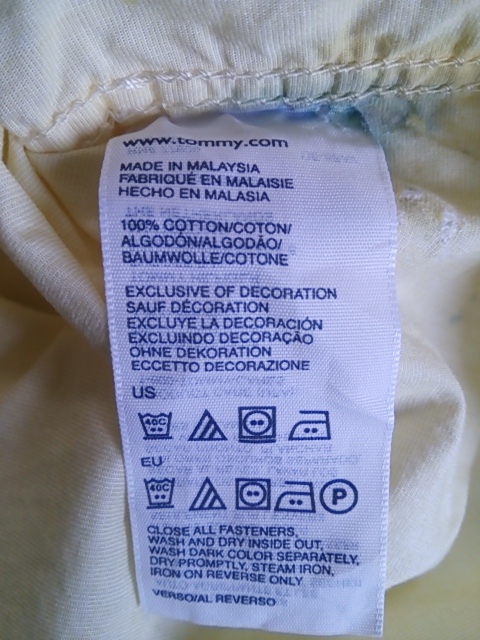 www.tommy.com
MADE IN MALAYSIA
FABRIQUÉ EN MALAISIE
HECHO EN MALASIA
100% COTTON/COTON/
ALGODÓN/ALGODÃO/
BAUMWOLLE/COTONE
EXCLUSIVE OF DECORATION
SAUF DÉCORATION
EXCLUYE LA DECORACIÓN
EXCLUINDO DECORAÇÃO
OHNE DEKORATION
ECCETTO DECORAZIONE
US
40C
EU
40C P
CLOSE ALL FASTENERS,
WASH AND DRY INSIDE OUT,
WASH DARK COLOR SEPARATELY,
DRY PROMPTLY, STEAM IRON,
IRON ON REVERSE ONLY
VERSO/AL REVERSO